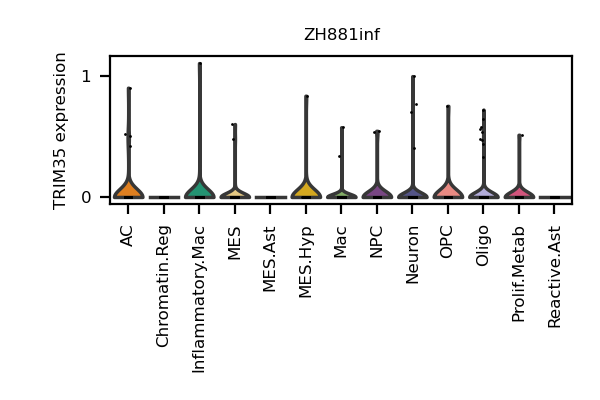 ZH881inf
TRIM35 expression
1
0
AC
Chromatin.Reg
Inflammatory.Mac
MES
MES.Ast
MES.Hyp
Mac
NPC
Neuron
OPC
Oligo
Prolif.Metab
Reactive.Ast